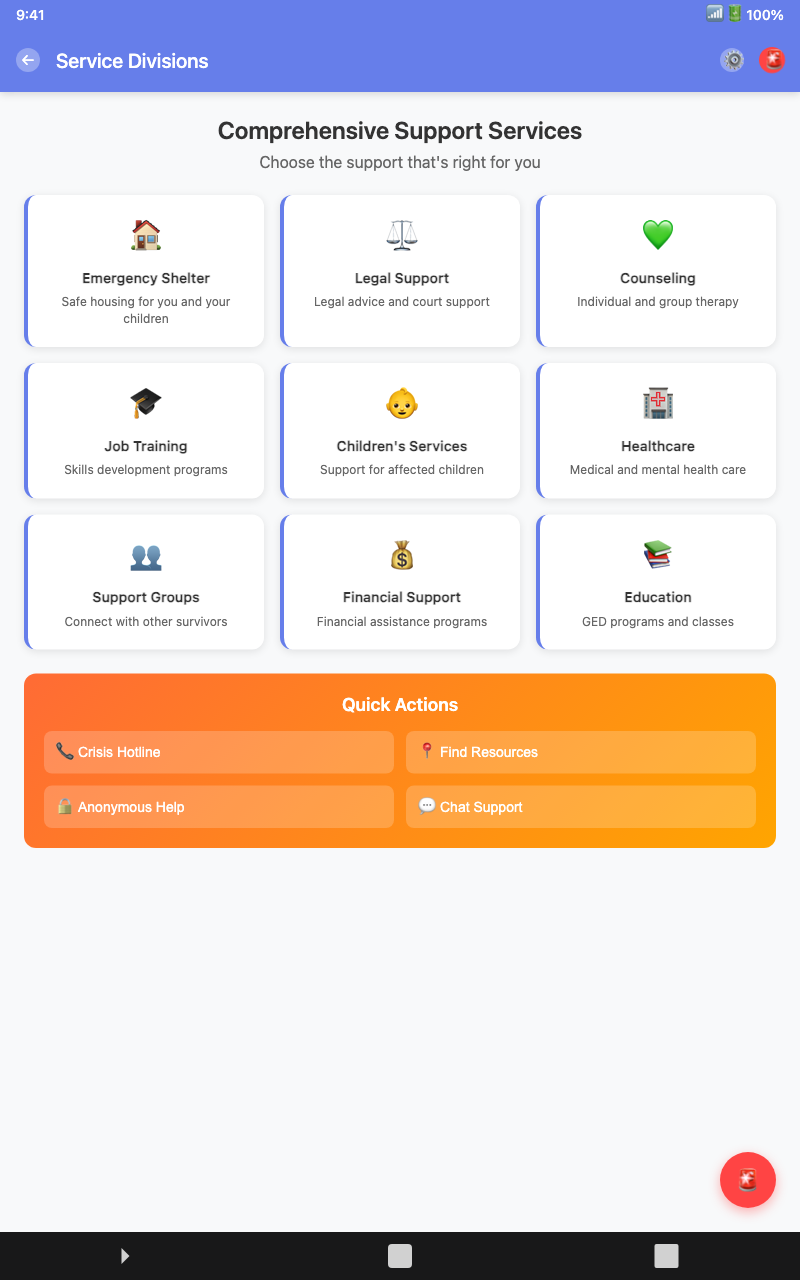 9:41
100%
Service Divisions
Comprehensive Support Services
Choose the support that's right for you
Emergency Shelter
Safe housing for you and your
children
Legal Support
Legal advice and court support
Counseling
Individual and group therapy
Job Training
Skills development programs
Children's Services
Support for affected children
Healthcare
Medical and mental health care
Support Groups
Connect with other survivors
Financial Support
Financial assistance programs
Education
GED programs and classes
Quick Actions
Crisis Hotline
Find Resources
Anonymous Help
Chat Support